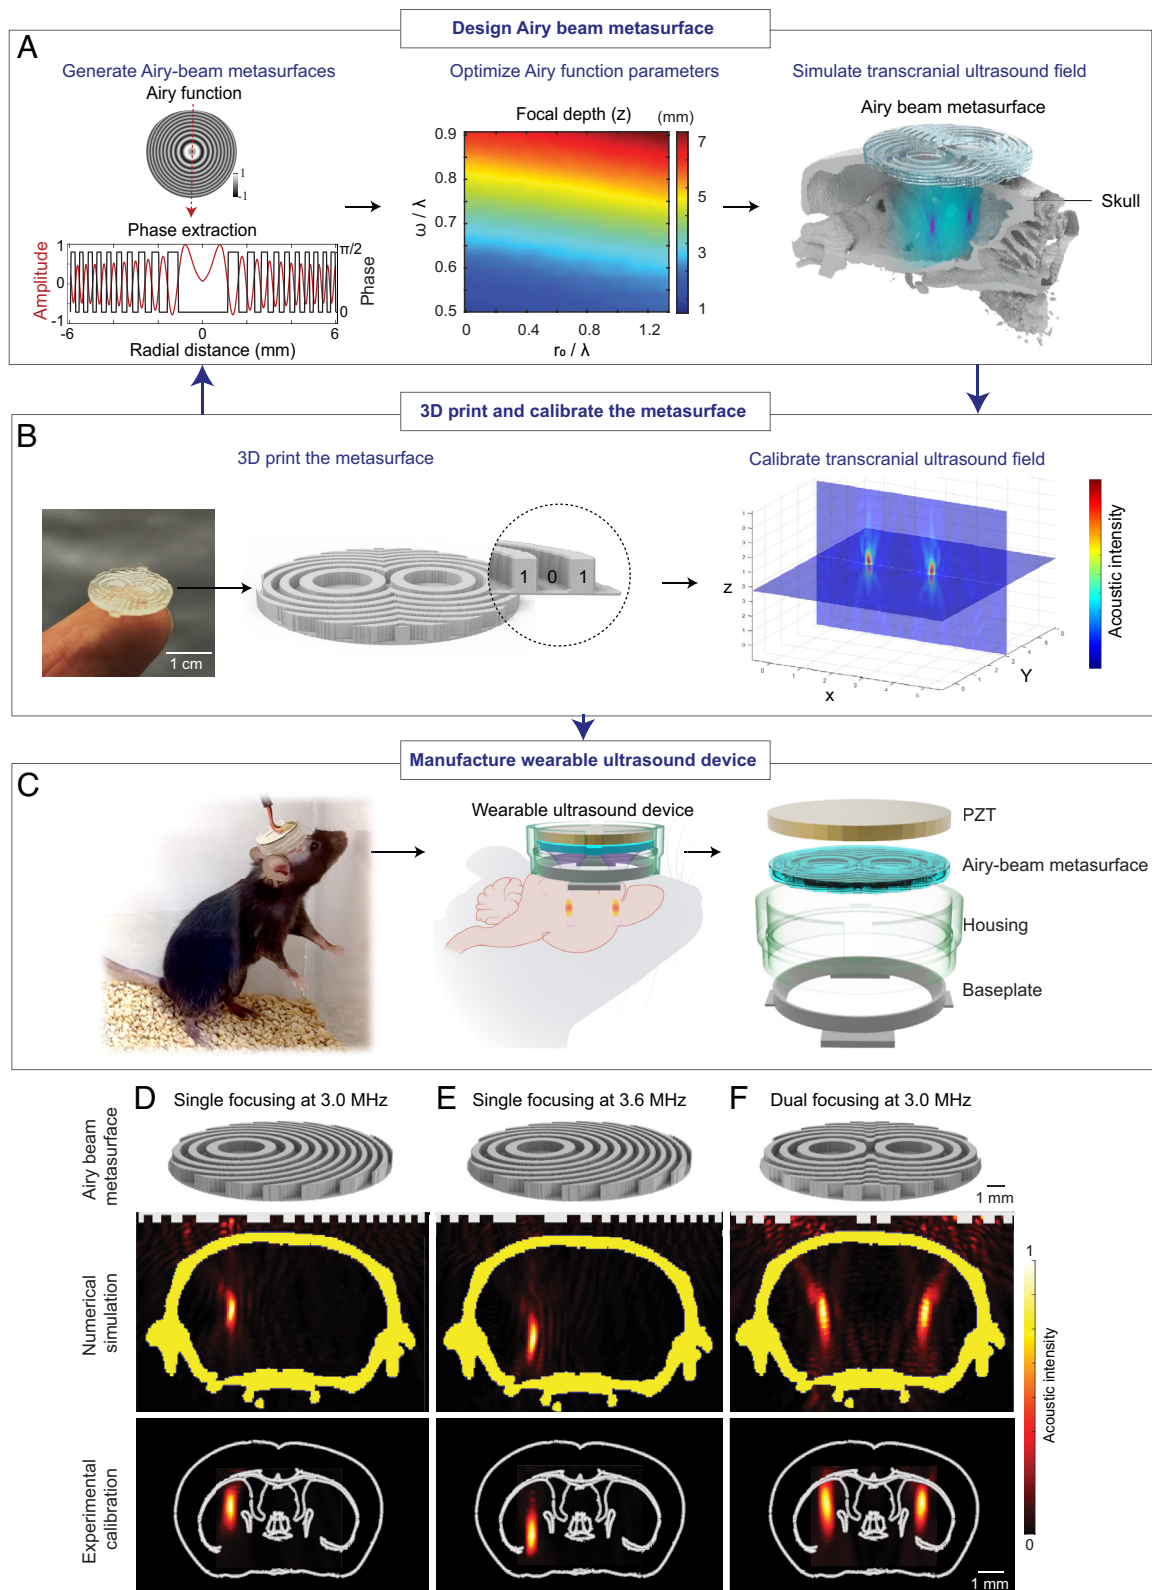 Design Airy beam metasurface
A
Generate Airy-beam metasurfaces
Optimize Airy function parameters
Simulate transcranial ultrasound field
Airy function
1
-1
Phase extraction
Amplitude
1
0
-1
π/2
0
Phase
-6
0
6
Radial distance (mm)
Focal depth (z)
(mm)
ω / λ
0.9
0.8
0.7
0.6
0.5
0
0.4
0.8
1.2
r₀ / λ
7
5
3
1
Airy beam metasurface
Skull
3D print and calibrate the metasurface
B
3D print the metasurface
Calibrate transcranial ultrasound field
1 cm
1 0 1
z
x
Y
Acoustic intensity
Manufacture wearable ultrasound device
C
Wearable ultrasound device
PZT
Airy-beam metasurface
Housing
Baseplate
D
Single focusing at 3.0 MHz
E
Single focusing at 3.6 MHz
F
Dual focusing at 3.0 MHz
Airy beam
metasurface
1 mm
Numerical
simulation
Experimental
calibration
1
Acoustic intensity
0
1 mm